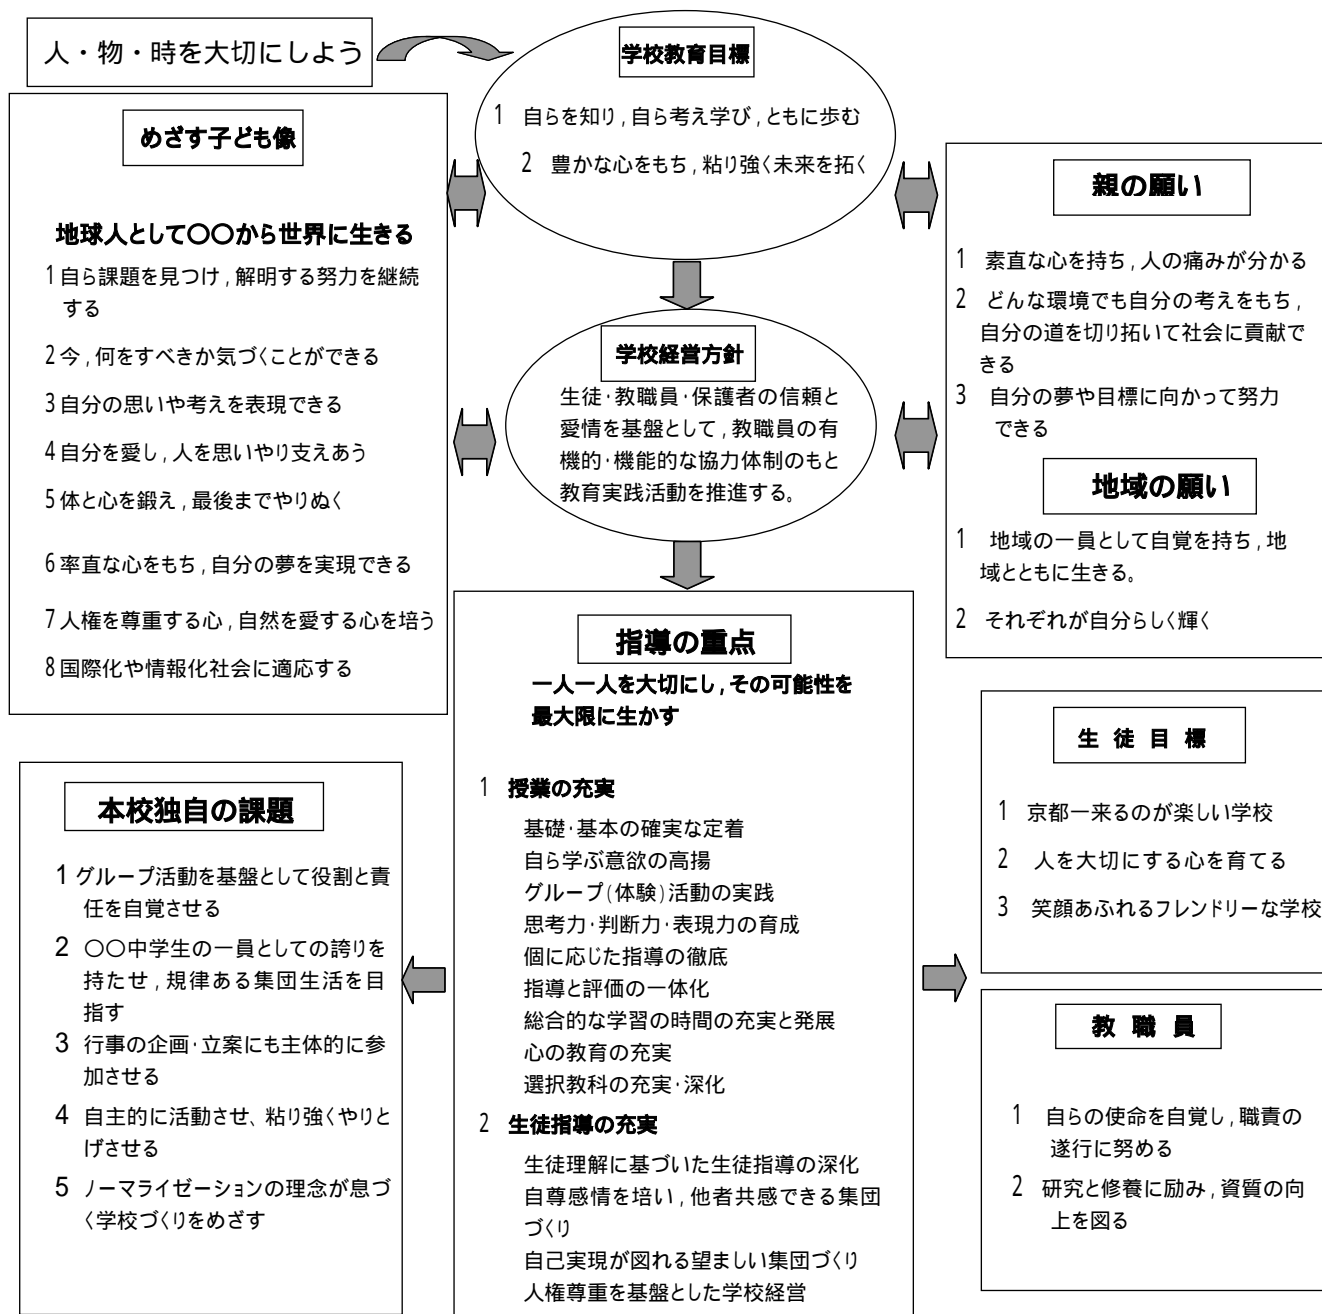 人・物・時を大切にしよう
学校教育目標
1 自らを知り,自ら考え学び,ともに歩む
2 豊かな心をもち,粘り強く未来を拓く
めざす子ども像
地球人として〇〇から世界に生きる
1 自ら課題を見つけ,解明する努力を継続
する
2 今,何をすべきか気づくことができる
3 自分の思いや考えを表現できる
4 自分を愛し,人を思いやり支えあう
5 体と心を鍛え,最後までやりぬく
6 率直な心をもち,自分の夢を実現できる
7 人権を尊重する心,自然を愛する心を培う
8 国際化や情報化社会に適応する
学校経営方針
生徒・教職員・保護者の信頼と
愛情を基盤として,教職員の有
機的・機能的な協力体制のもと
教育実践活動を推進する。
親の願い
1 素直な心を持ち,人の痛みが分かる
2 どんな環境でも自分の考えをもち,
自分の道を切り拓いて社会に貢献で
きる
3 自分の夢や目標に向かって努力
できる
地域の願い
1 地域の一員として自覚を持ち,地
域とともに生きる。
2 それぞれが自分らしく輝く
指導の重点
一人一人を大切にし,その可能性を
最大限に生かす
1 授業の充実
基礎・基本の確実な定着
自ら学ぶ意欲の高揚
グループ(体験)活動の実践
思考力・判断力・表現力の育成
個に応じた指導の徹底
指導と評価の一体化
総合的な学習の時間の充実と発展
心の教育の充実
選択教科の充実・深化
2 生徒指導の充実
生徒理解に基づいた生徒指導の深化
自尊感情を培い,他者共感できる集団
づくり
自己実現が図れる望ましい集団づくり
人権尊重を基盤とした学校経営
本校独自の課題
1 グループ活動を基盤として役割と責
任を自覚させる
2 〇〇中学生の一員としての誇りを
持たせ,規律ある集団生活を目
指す
3 行事の企画・立案にも主体的に参
加させる
4 自主的に活動させ、粘り強くやりと
げさせる
5 ノーマライゼーションの理念が息づ
く学校づくりをめざす
生徒目標
1 京都一来るのが楽しい学校
2 人を大切にする心を育てる
3 笑顔あふれるフレンドリーな学校
教職員
1 自らの使命を自覚し,職責の
遂行に努める
2 研究と修養に励み,資質の向
上を図る